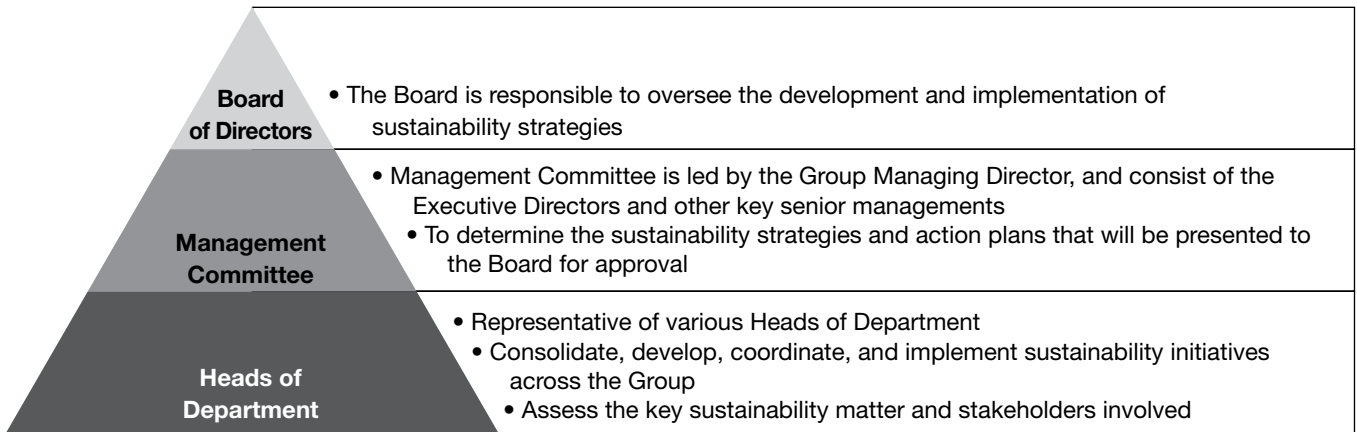 Board
of Directors
• The Board is responsible to oversee the development and implementation of
sustainability strategies
Management
Committee
• Management Committee is led by the Group Managing Director, and consist of the
Executive Directors and other key senior managements
• To determine the sustainability strategies and action plans that will be presented to
the Board for approval
Heads of
Department
• Representative of various Heads of Department
• Consolidate, develop, coordinate, and implement sustainability initiatives
across the Group
• Assess the key sustainability matter and stakeholders involved